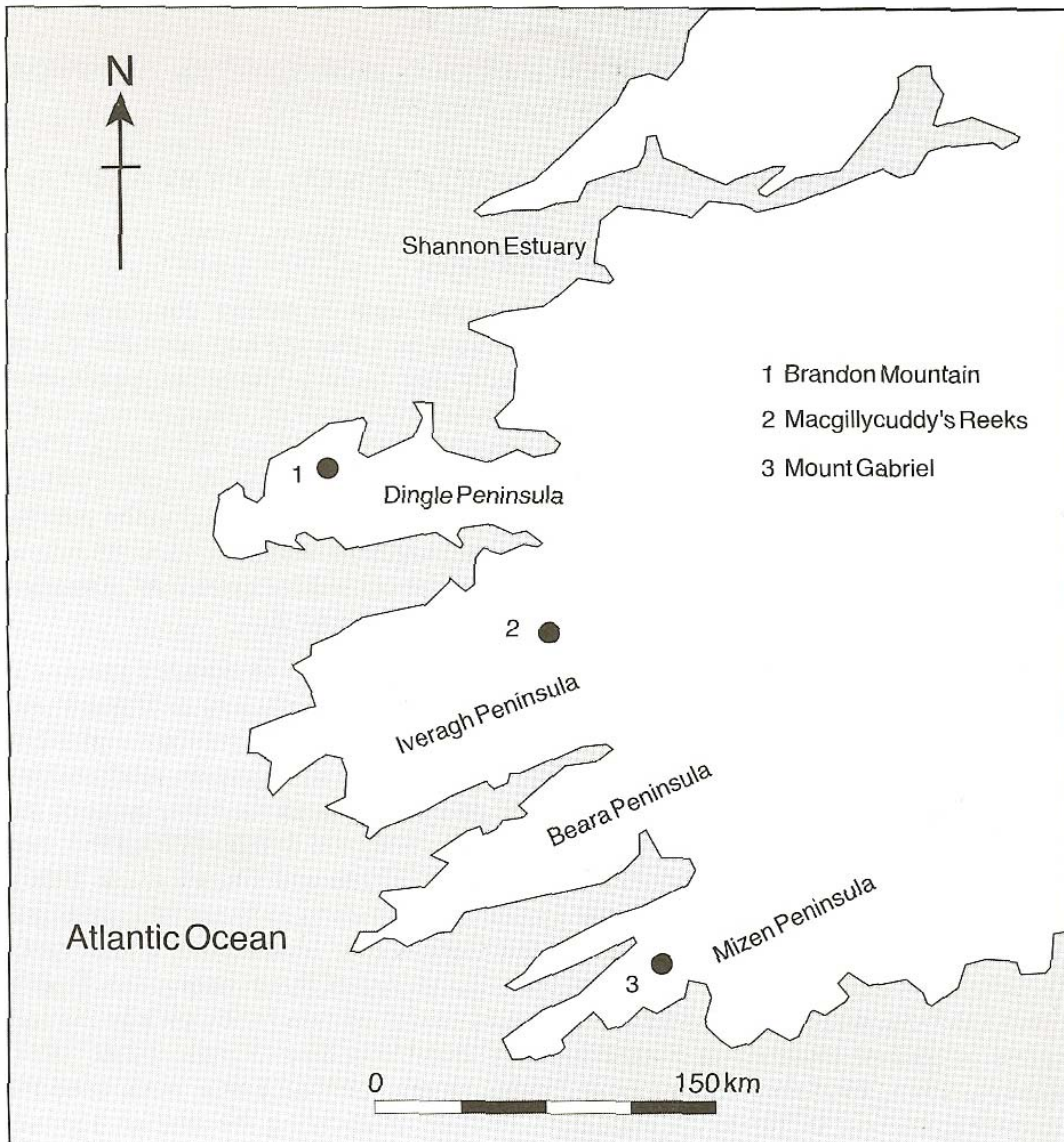 N
Shannon Estuary
1 Brandon Mountain
2 Macgillycuddy's Reeks
3 Mount Gabriel
1
Dingle Peninsula
2
Iveragh Peninsula
Beara Peninsula
Mizen Peninsula
Atlantic Ocean
3
0 150 km